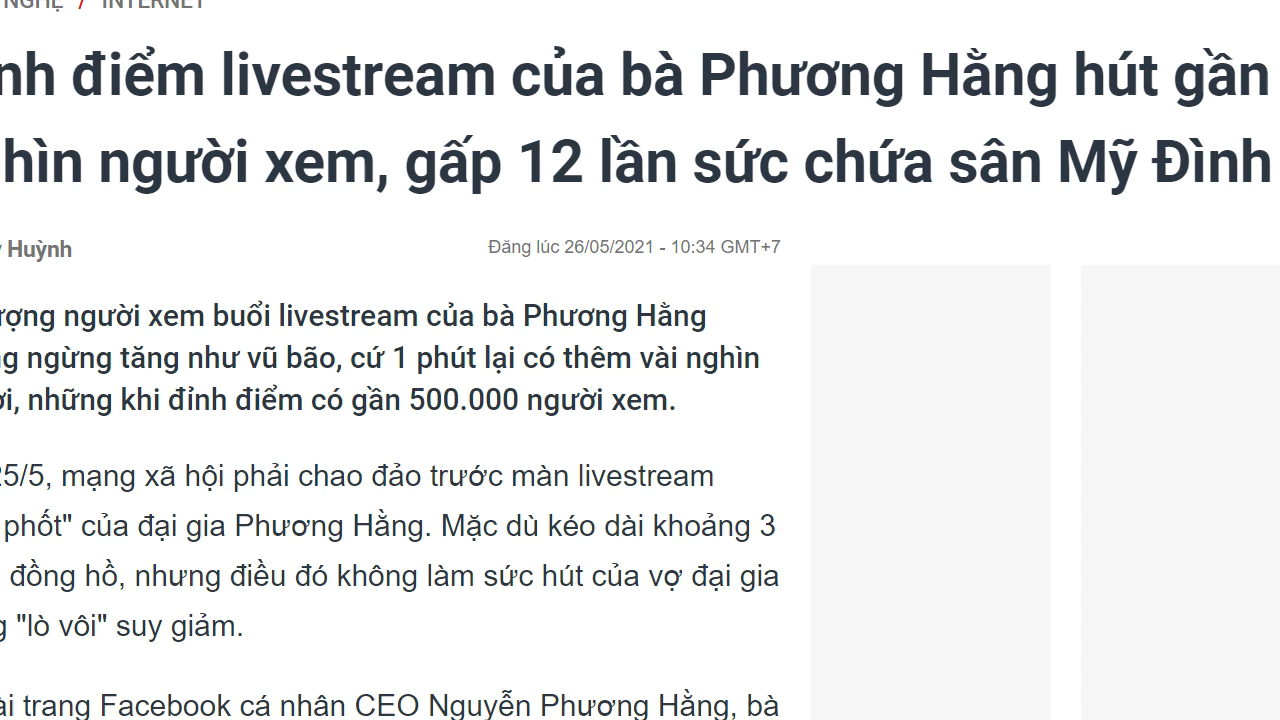 NGHỆ / INTERNET
nh điểm livestream của bà Phương Hằng hút gần
hìn người xem, gấp 12 lần sức chứa sân Mỹ Đình
Huỳnh
Đăng lúc 26/05/2021 - 10:34 GMT+7
ượng người xem buổi livestream của bà Phương Hằng
g ngừng tăng như vũ bão, cứ 1 phút lại có thêm vài nghìn
ời, những khi đỉnh điểm có gần 500.000 người xem.
25/5, mạng xã hội phải chao đảo trước màn livestream
phốt" của đại gia Phương Hằng. Mặc dù kéo dài khoảng 3
đồng hồ, nhưng điều đó không làm sức hút của vợ đại gia
g "lò vôi" suy giảm.
ài trang Facebook cá nhân CEO Nguyễn Phương Hằng, bà